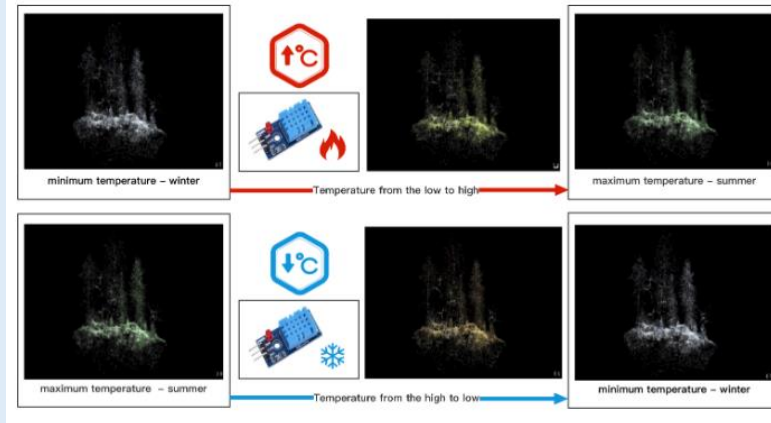 ↑°C
minimum temperature – winter
Temperature from the low to high
maximum temperature – summer
↓°C
maximum temperature – summer
Temperature from the high to low
minimum temperature – winter